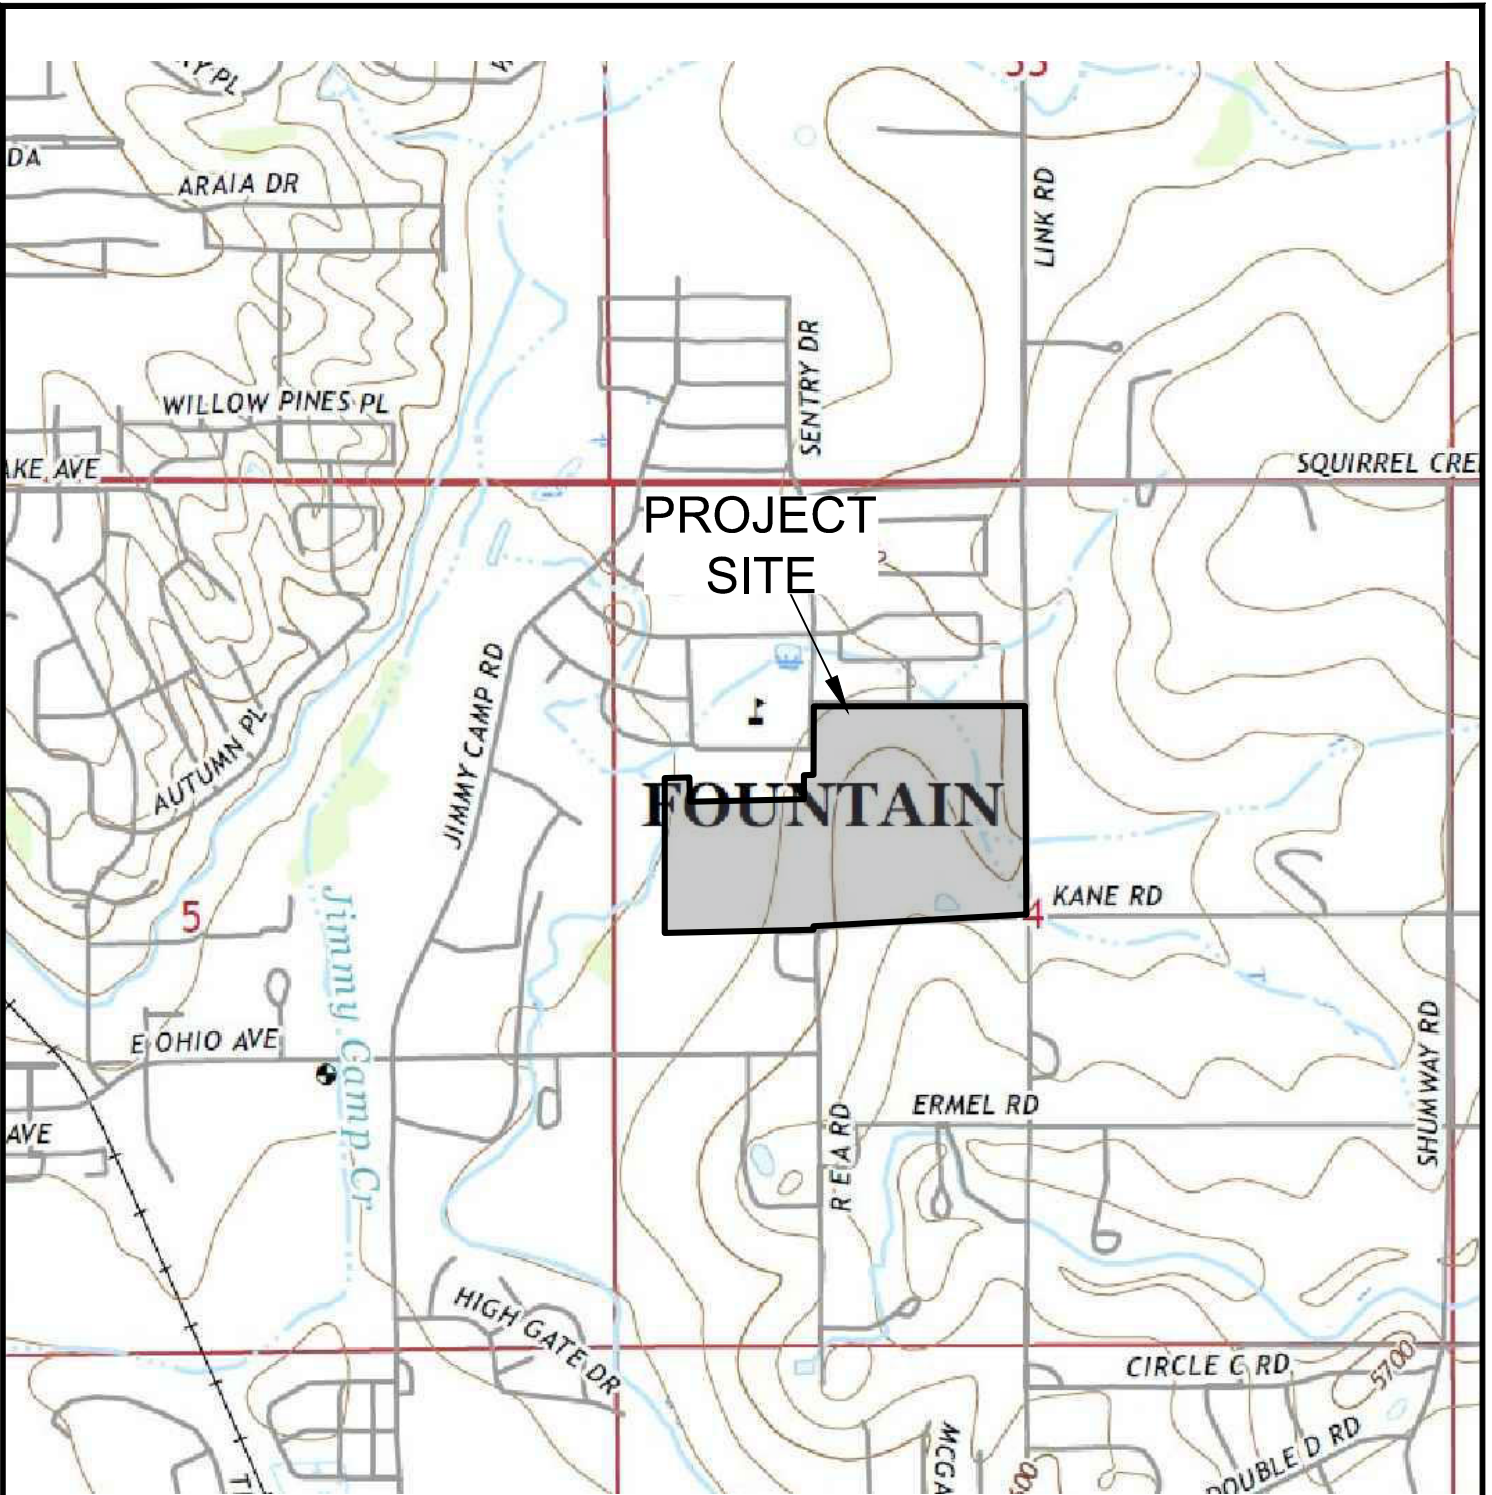 33
DA
ARAIA DR
LINK RD
SENTRY DR
WILLOW PINES PL
AKE AVE
SQUIRREL CRE
PROJECT
SITE
JIMMY CAMP RD
AUTUMN PL
FOUNTAIN
5
4
KANE RD
Jimmy Camp Cr
E OHIO AVE
SHUMWAY RD
AVE
R E A RD
ERMEL RD
HIGH GATE DR
CIRCLE C RD
5700
DOUBLE D RD
MCGA